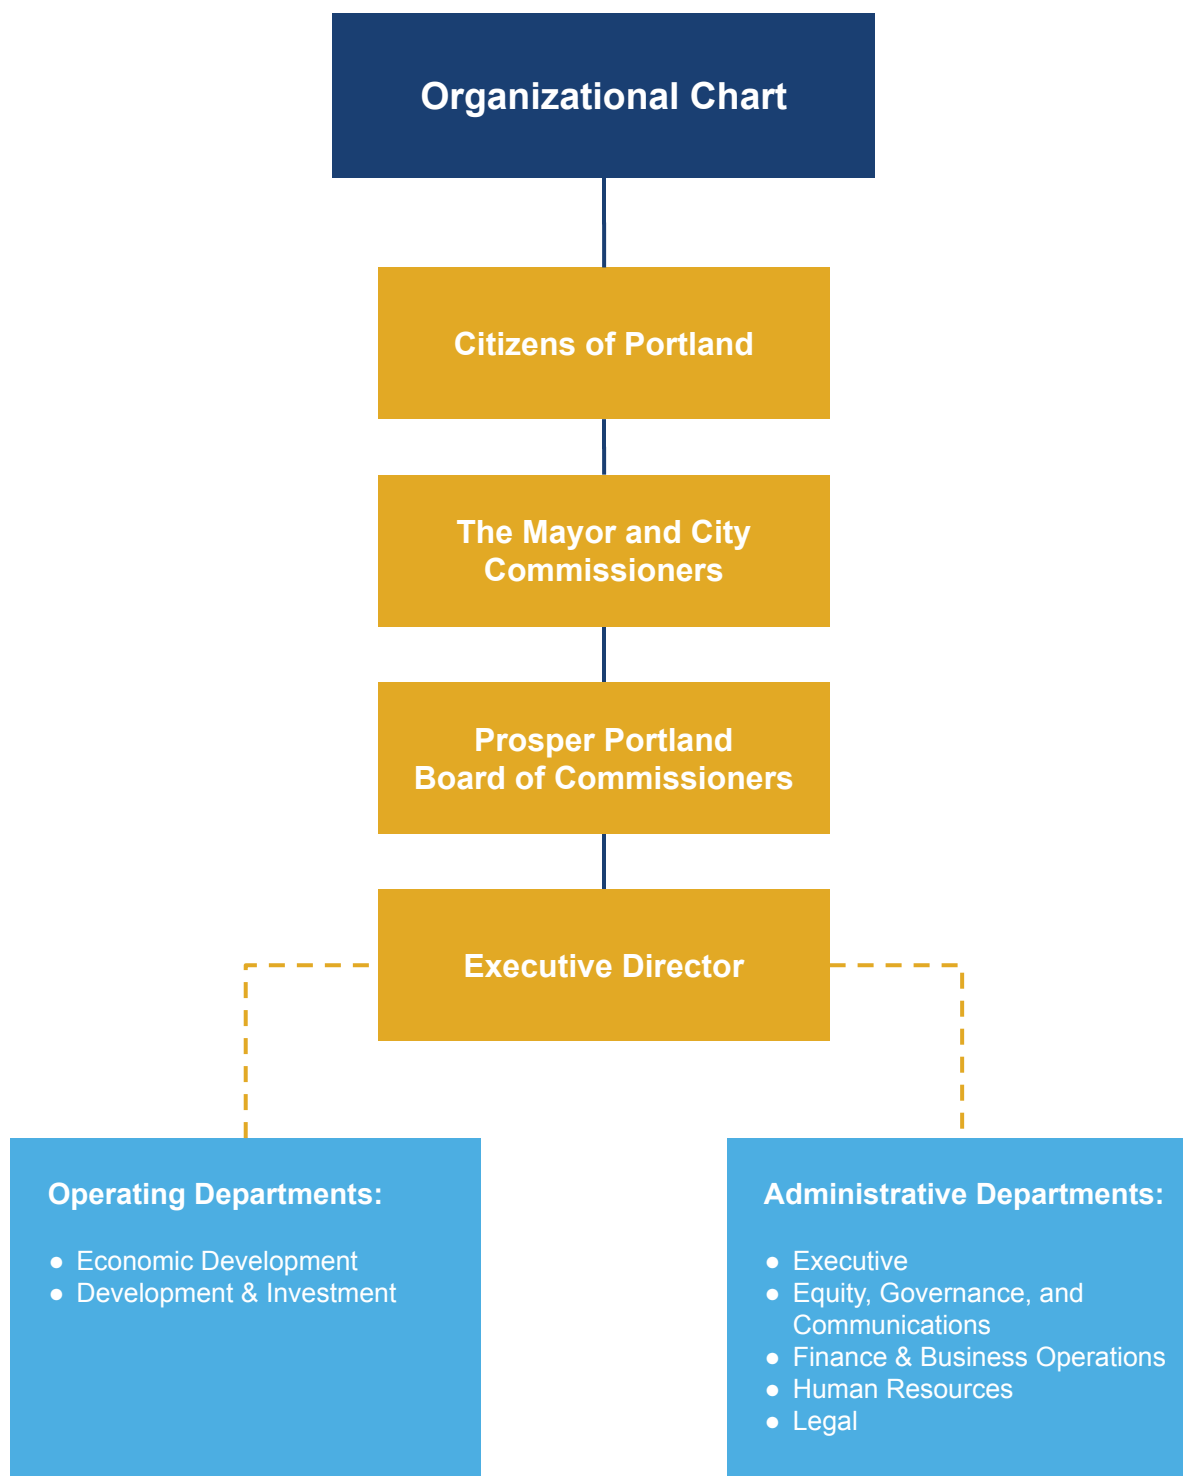 Organizational Chart
Citizens of Portland
The Mayor and City
Commissioners
Prosper Portland
Board of Commissioners
Executive Director
Operating Departments:
● Economic Development
● Development & Investment
Administrative Departments:
● Executive
● Equity, Governance, and
Communications
● Finance & Business Operations
● Human Resources
● Legal